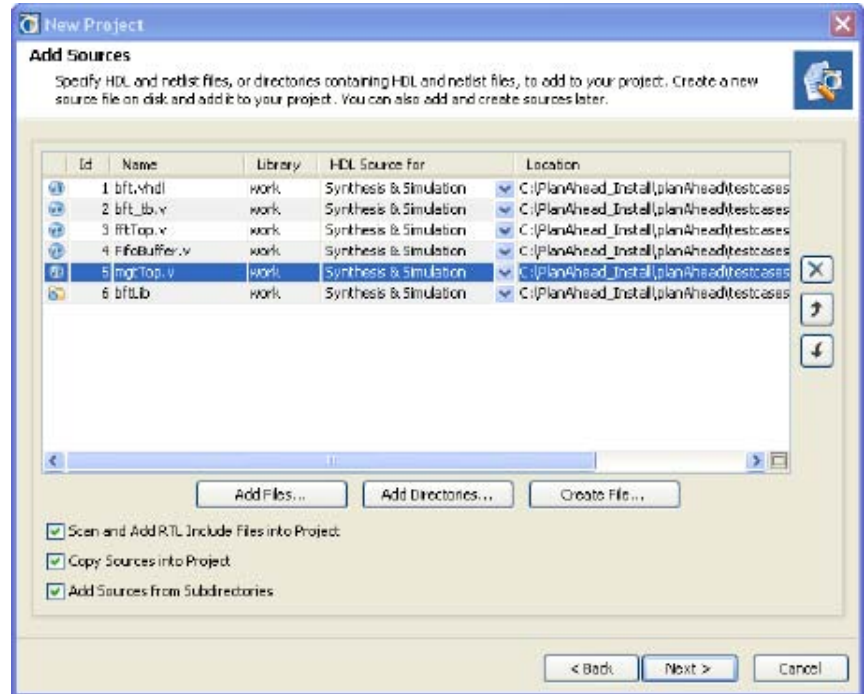 New Project
Add Sources
Specify HDL and netlist files, or directories containing HDL and netlist files, to add to your project. Create a new
source file on disk and add it to your project. You can also add and create sources later.
Id Name Library HDL Source for Location
1 bft.vhdl work Synthesis & Simulation C:\PlanAhead_Install\planAhead\testcases
2 bft_tb.v work Synthesis & Simulation C:\PlanAhead_Install\planAhead\testcases
3 fftTop.v work Synthesis & Simulation C:\PlanAhead_Install\planAhead\testcases
4 FifoBuffer.v work Synthesis & Simulation C:\PlanAhead_Install\planAhead\testcases
5 mgtTop.v work Synthesis & Simulation C:\PlanAhead_Install\planAhead\testcases
6 bftLib work Synthesis & Simulation C:\PlanAhead_Install\planAhead\testcases
Add Files... Add Directories... Create File...
Scan and Add RTL Include Files into Project
Copy Sources into Project
Add Sources from Subdirectories
< Back Next > Cancel